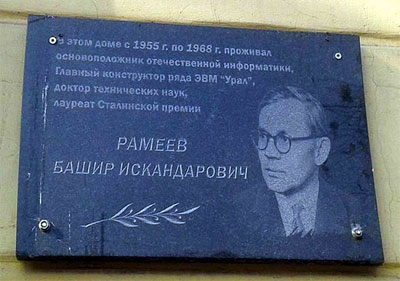 В этом доме с 1955 г. по 1968 г. проживал
основоположник отечественной информатики,
Главный конструктор ряда ЭВМ "Урал",
доктор технических наук,
лауреат Сталинской премии
РАМЕЕВ
БАШИР ИСКАНДАРОВИЧ